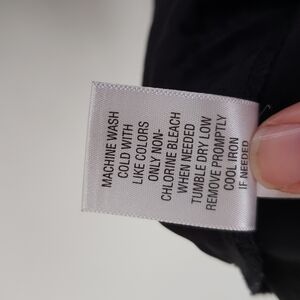 MACHINE WASH
COLD WITH
LIKE COLORS
ONLY NON-
CHLORINE BLEACH
WHEN NEEDED
TUMBLE DRY LOW
REMOVE PROMPTLY
COOL IRON
IF NEEDED